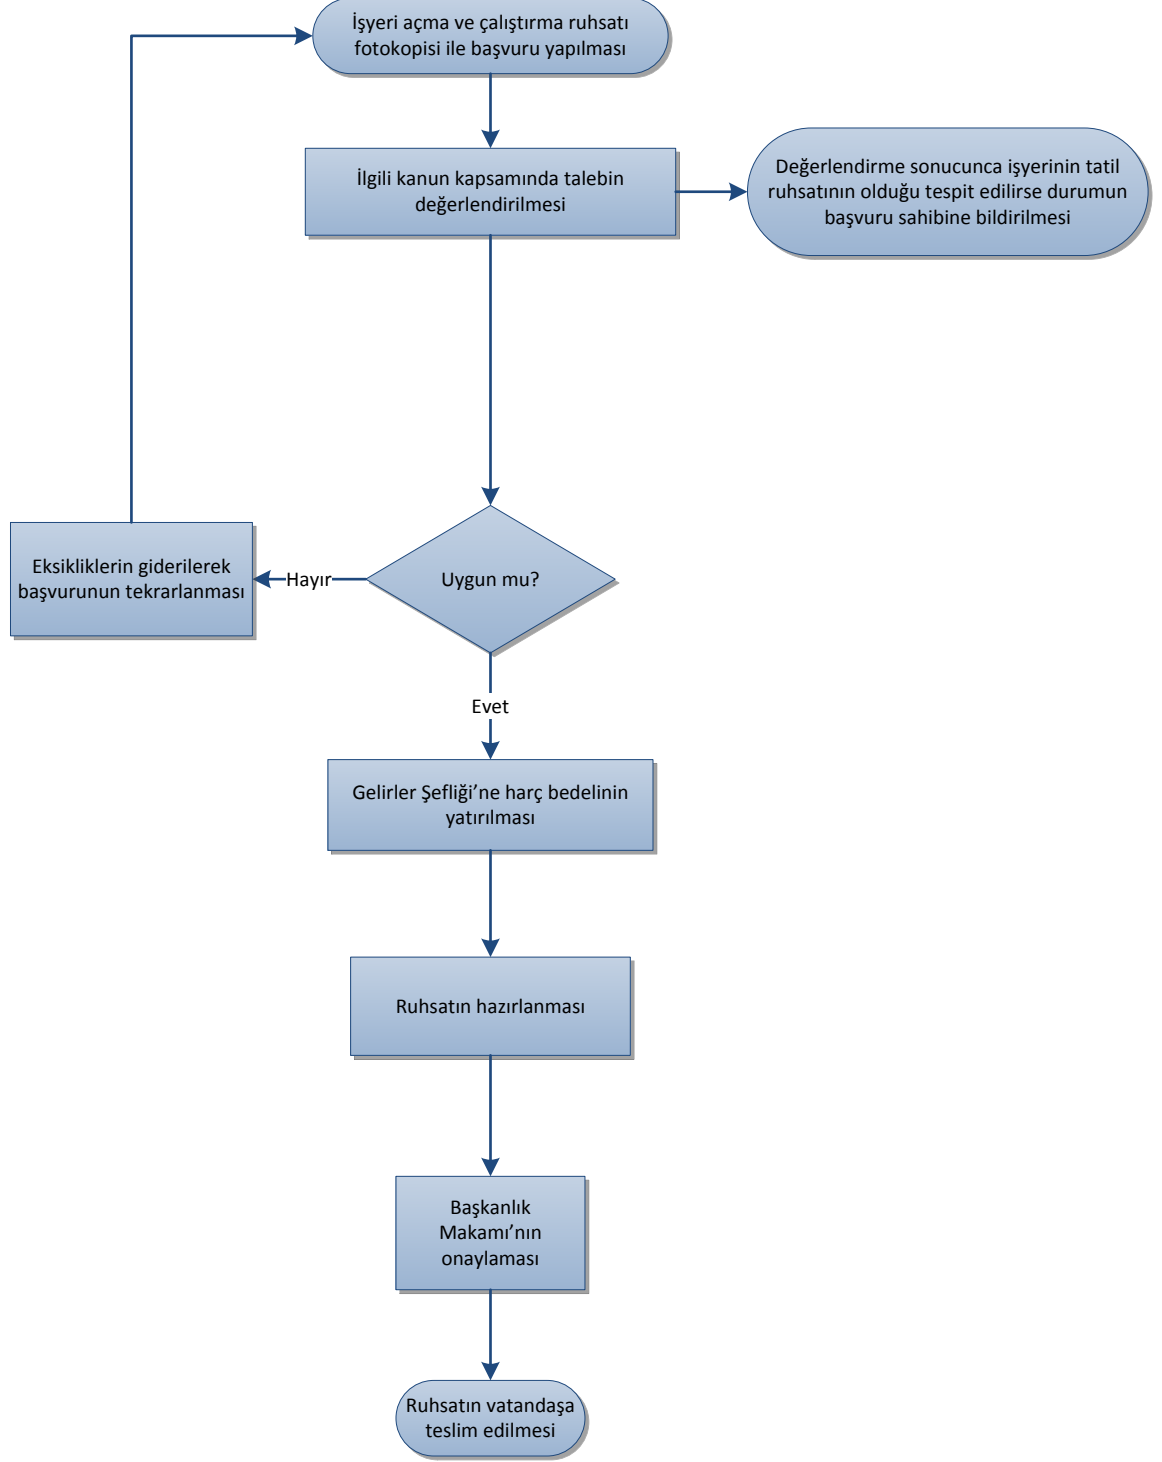 İşyeri açma ve çalıştırma ruhsatı
fotokopisi ile başvuru yapılması
İlgili kanun kapsamında talebin
değerlendirilmesi
Değerlendirme sonucunca işyerinin tatil
ruhsatının olduğu tespit edilirse durumun
başvuru sahibine bildirilmesi
Eksikliklerin giderilerek
başvurunun tekrarlanması
Hayır
Uygun mu?
Evet
Gelirler Şefliği’ne harç bedelinin
yatırılması
Ruhsatın hazırlanması
Başkanlık
Makamı’nın
onaylaması
Ruhsatın vatandaşa
teslim edilmesi